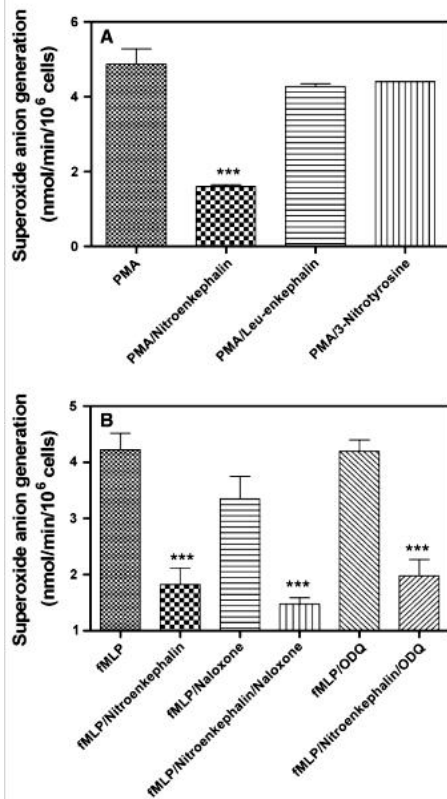 A
Superoxide anion generation
(nmol/min/10⁶ cells)
6
4
2
0
***
PMA
PMA/Nitroenkephalin
PMA/Leu-enkephalin
PMA/3-Nitrotyrosine
B
Superoxide anion generation
(nmol/min/10⁶ cells)
5
4
3
2
1
***
***
***
fMLP
fMLP/Nitroenkephalin
fMLP/Naloxone
fMLP/Nitroenkephalin/Naloxone
fMLP/ODQ
fMLP/Nitroenkephalin/ODQ